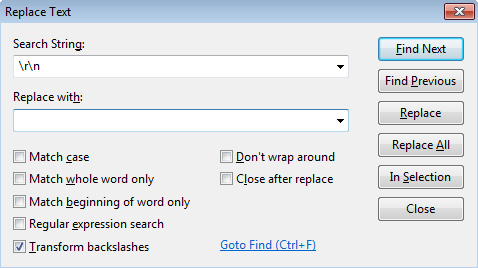 Replace Text
Search String:
\r\n
Replace with:
Match case
Match whole word only
Match beginning of word only
Regular expression search
Transform backslashes
Don't wrap around
Close after replace
Goto Find (Ctrl+F)
Find Next
Find Previous
Replace
Replace All
In Selection
Close